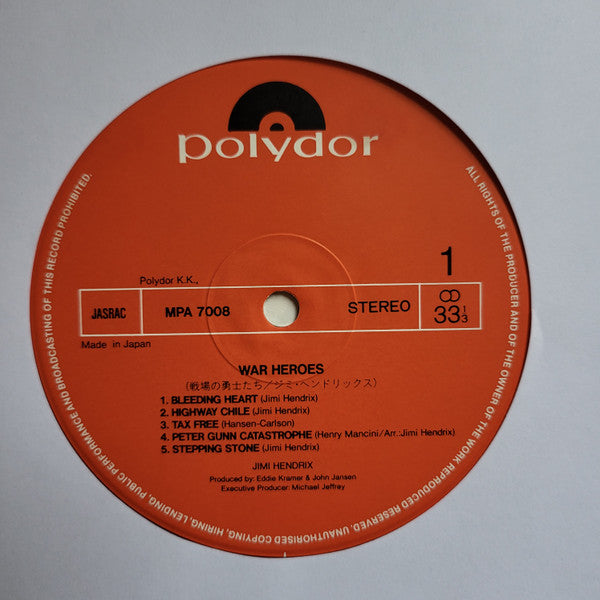 polydor
1
Polydor K.K.,
JASRAC
MPA 7008
STEREO
33 1/3
Made in Japan
WAR HEROES
(戦場の勇士たち/ジミ・ヘンドリックス)
1. BLEEDING HEART (Jimi Hendrix)
2. HIGHWAY CHILE (Jimi Hendrix)
3. TAX FREE (Hansen-Carlson)
4. PETER GUNN CATASTROPHE (Henry Mancini/Arr.:Jimi Hendrix)
5. STEPPING STONE (Jimi Hendrix)
JIMI HENDRIX
Produced by: Eddie Kramer & John Jansen
Executive Producer: Michael Jeffrey
ALL RIGHTS OF THE PRODUCER AND OF THE OWNER OF THE WORK REPRODUCED RESERVED. UNAUTHORISED COPYING, HIRING, LENDING, PUBLIC PERFORMANCE AND BROADCASTING OF THIS RECORD PROHIBITED.